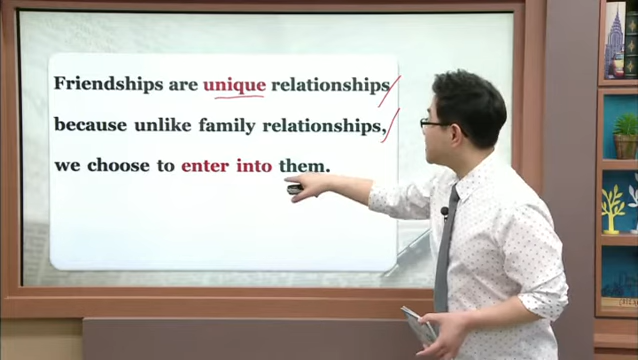 Friendships are unique relationships
because unlike family relationships,
we choose to enter into them.